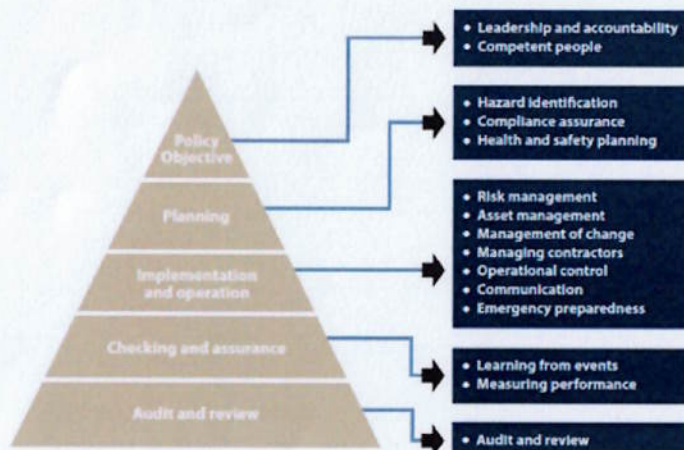 Policy
Objective
Planning
Implementation
and operation
Checking and assurance
Audit and review
• Leadership and accountability
• Competent people
• Hazard identification
• Compliance assurance
• Health and safety planning
• Risk management
• Asset management
• Management of change
• Managing contractors
• Operational control
• Communication
• Emergency preparedness
• Learning from events
• Measuring performance
• Audit and review